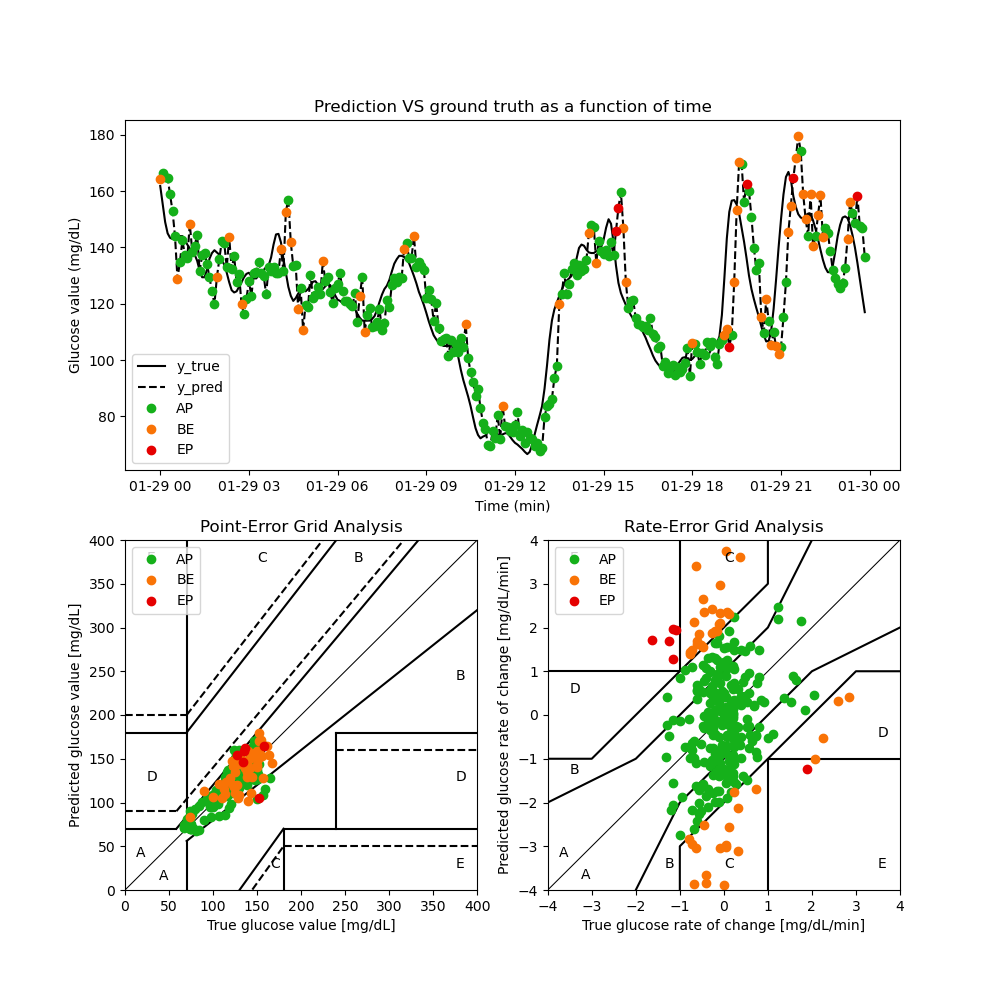 Prediction VS ground truth as a function of time
Glucose value (mg/dL)
180
160
140
120
100
80
y_true
y_pred
AP
BE
EP
01-29 00 01-29 03 01-29 06 01-29 09 01-29 12 01-29 15 01-29 18 01-29 21 01-30 00
Time (min)
Point-Error Grid Analysis
Predicted glucose value [mg/dL]
400
350
300
250
200
150
100
50
0
AP
BE
EP
C B
B
D D
A
A C E
0 50 100 150 200 250 300 350 400
True glucose value [mg/dL]
Rate-Error Grid Analysis
Predicted glucose rate of change [mg/dL/min]
4
3
2
1
0
−1
−2
−3
−4
AP
BE
EP
C
D
D
B
A
A B C E
−4 −3 −2 −1 0 1 2 3 4
True glucose rate of change [mg/dL/min]